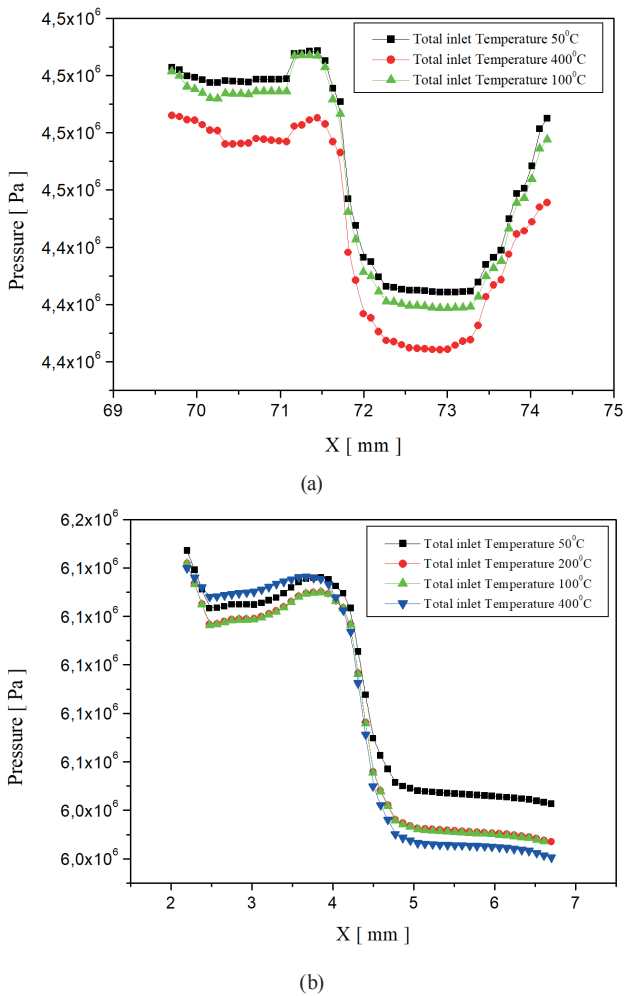 4,5x10⁶
4,5x10⁶
4,5x10⁶
4,5x10⁶
4,4x10⁶
4,4x10⁶
4,4x10⁶
Pressure [ Pa ]
Total inlet Temperature 50⁰C
Total inlet Temperature 400⁰C
Total inlet Temperature 100⁰C
69 70 71 72 73 74 75
X [ mm ]
(a)
6,2x10⁶
6,1x10⁶
6,1x10⁶
6,1x10⁶
6,1x10⁶
6,1x10⁶
6,0x10⁶
6,0x10⁶
Pressure [ Pa ]
Total inlet Temperature 50⁰C
Total inlet Temperature 200⁰C
Total inlet Temperature 100⁰C
Total inlet Temperature 400⁰C
2 3 4 5 6 7
X [ mm ]
(b)